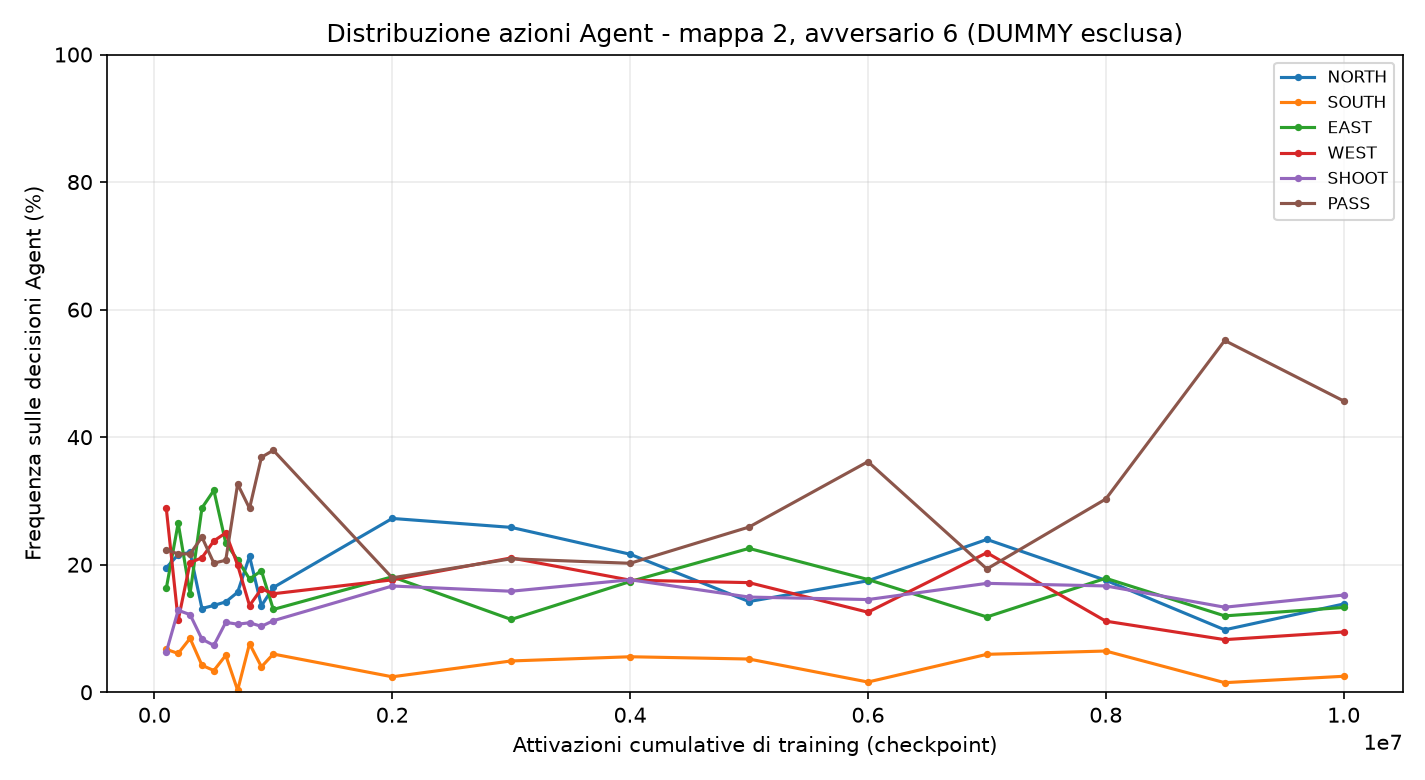 Distribuzione azioni Agent - mappa 2, avversario 6 (DUMMY esclusa)
Frequenza sulle decisioni Agent (%)
100
80
60
40
20
0
NORTH
SOUTH
EAST
WEST
SHOOT
PASS
0.0 0.2 0.4 0.6 0.8 1.0
1e7
Attivazioni cumulative di training (checkpoint)